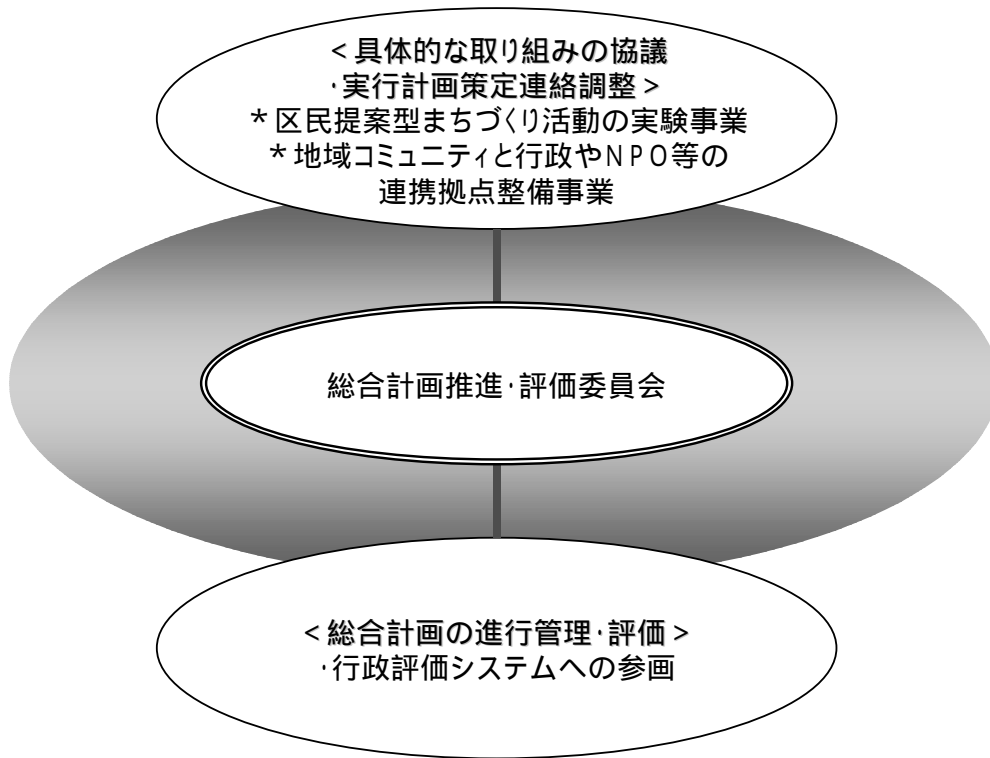 <具体的な取り組みの協議
・実行計画策定連絡調整>
*区民提案型まちづくり活動の実験事業
*地域コミュニティと行政やNPO等の
連携拠点整備事業
総合計画推進・評価委員会
<総合計画の進行管理・評価>
・行政評価システムへの参画